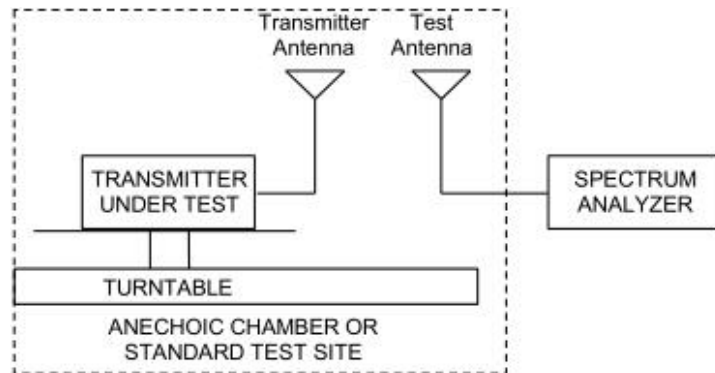 Transmitter
Antenna
Test
Antenna
TRANSMITTER
UNDER TEST
SPECTRUM
ANALYZER
TURNTABLE
ANECHOIC CHAMBER OR
STANDARD TEST SITE